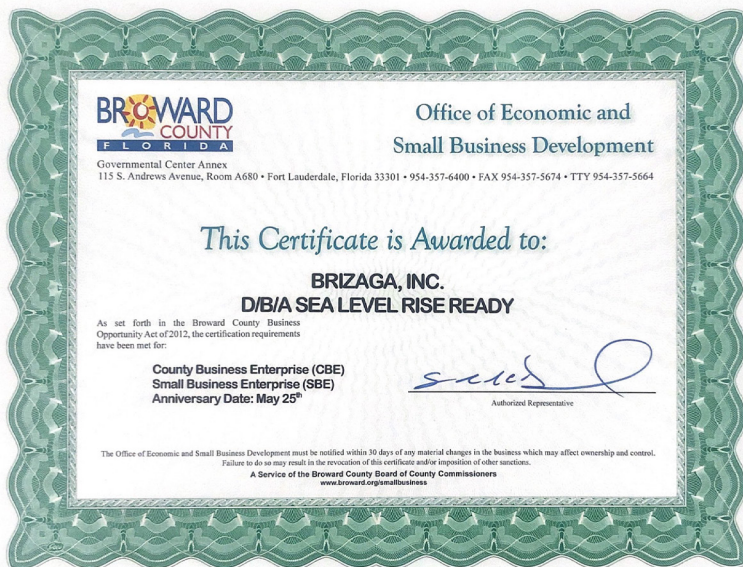 BROWARD
COUNTY
FLORIDA
Office of Economic and
Small Business Development
Governmental Center Annex
115 S. Andrews Avenue, Room A680 • Fort Lauderdale, Florida 33301 • 954-357-6400 • FAX 954-357-5674 • TTY 954-357-5664
This Certificate is Awarded to:
BRIZAGA, INC.
D/B/A SEA LEVEL RISE READY
As set forth in the Broward County Business
Opportunity Act of 2012, the certification requirements
have been met for:
County Business Enterprise (CBE)
Small Business Enterprise (SBE)
Anniversary Date: May 25th
Authorized Representative
The Office of Economic and Small Business Development must be notified within 30 days of any material changes in the business which may affect ownership and control.
Failure to do so may result in the revocation of this certificate and/or imposition of other sanctions.
A Service of the Broward County Board of County Commissioners
www.broward.org/smallbusiness